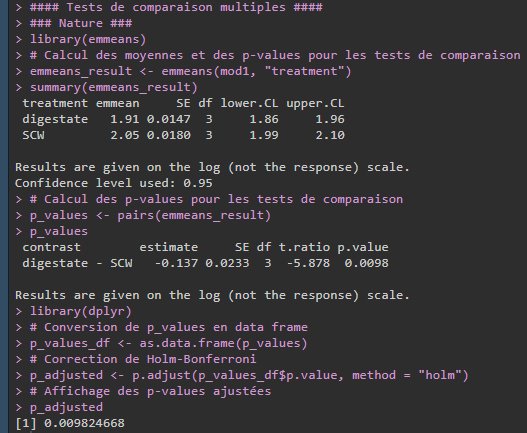 > #### Tests de comparaison multiples ####
> ### Nature ###
> library(emmeans)
> # Calcul des moyennes et des p-values pour les tests de comparaison
> emmeans_result <- emmeans(mod1, "treatment")
> summary(emmeans_result)
 treatment emmean     SE df lower.CL upper.CL
 digestate   1.91 0.0147  3     1.86     1.96
 SCW         2.05 0.0180  3     1.99     2.10
Results are given on the log (not the response) scale.
Confidence level used: 0.95
> # Calcul des p-values pour les tests de comparaison
> p_values <- pairs(emmeans_result)
> p_values
 contrast        estimate     SE df t.ratio p.value
 digestate - SCW   -0.137 0.0233  3  -5.878  0.0098
Results are given on the log (not the response) scale.
> library(dplyr)
> # Conversion de p_values en data frame
> p_values_df <- as.data.frame(p_values)
> # Correction de Holm-Bonferroni
> p_adjusted <- p.adjust(p_values_df$p.value, method = "holm")
> # Affichage des p-values ajustées
> p_adjusted
[1] 0.009824668